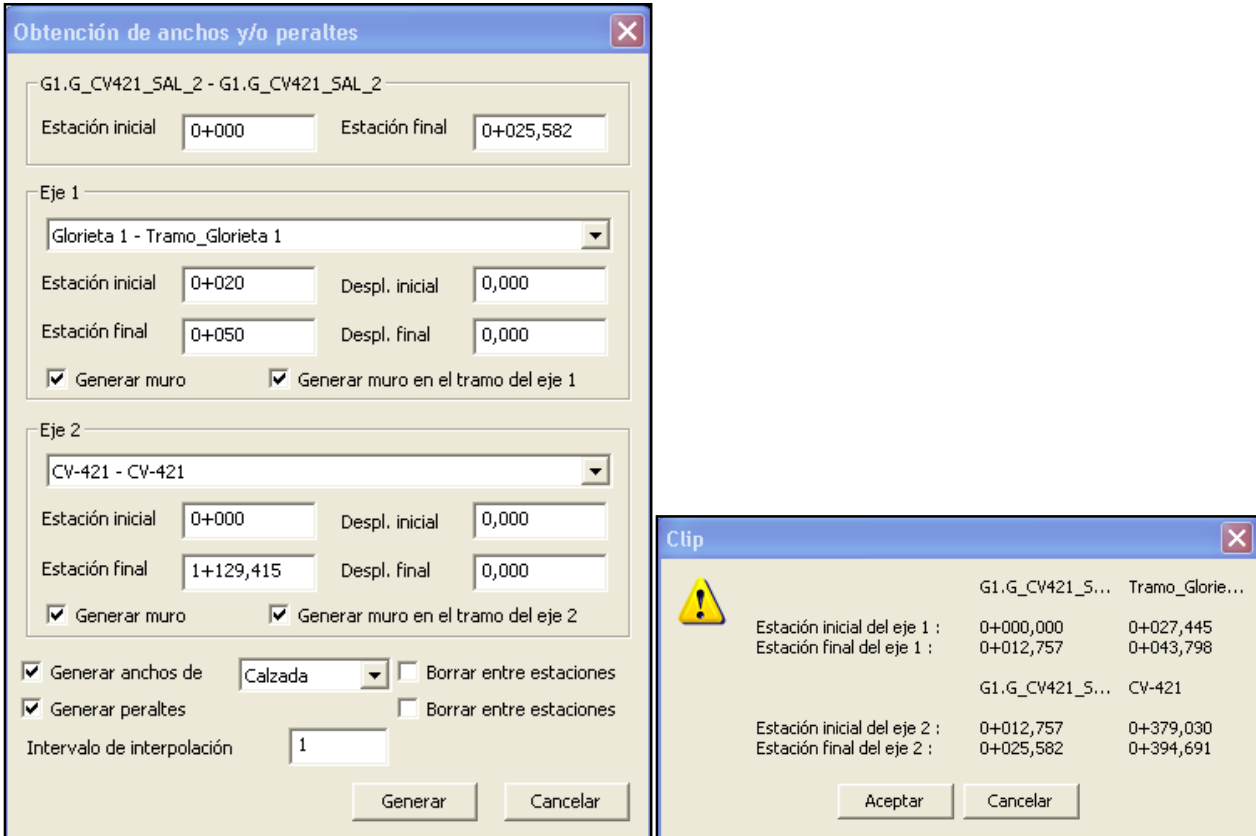 Obtención de anchos y/o peraltes
G1.G_CV421_SAL_2 - G1.G_CV421_SAL_2
Estación inicial 0+000 Estación final 0+025,582
Eje 1
Glorieta 1 - Tramo_Glorieta 1
Estación inicial 0+020 Despl. inicial 0,000
Estación final 0+050 Despl. final 0,000
Generar muro Generar muro en el tramo del eje 1
Eje 2
CV-421 - CV-421
Estación inicial 0+000 Despl. inicial 0,000
Estación final 1+129,415 Despl. final 0,000
Generar muro Generar muro en el tramo del eje 2
Generar anchos de Calzada Borrar entre estaciones
Generar peraltes Borrar entre estaciones
Intervalo de interpolación 1
Generar Cancelar
Clip
G1.G_CV421_S... Tramo_Glorie...
Estación inicial del eje 1 : 0+000,000 0+027,445
Estación final del eje 1 : 0+012,757 0+043,798
G1.G_CV421_S... CV-421
Estación inicial del eje 2 : 0+012,757 0+379,030
Estación final del eje 2 : 0+025,582 0+394,691
Aceptar Cancelar